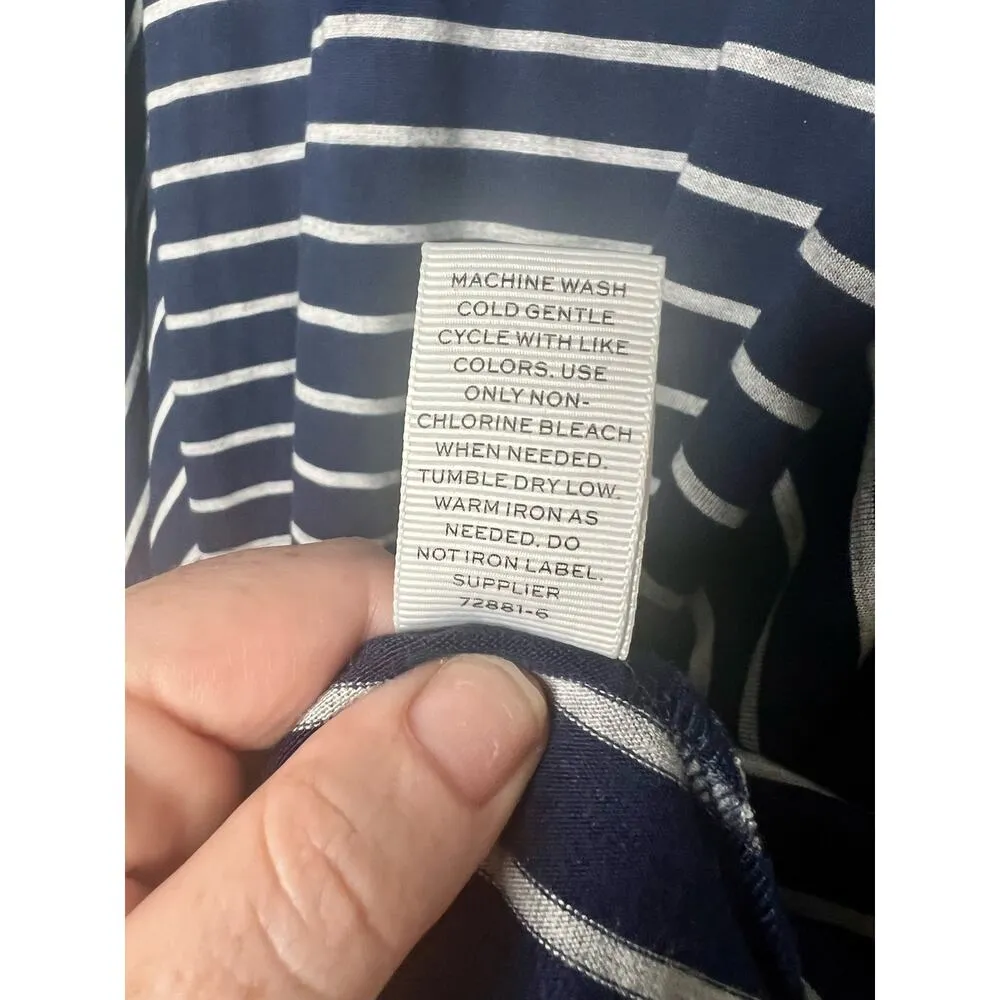 MACHINE WASH
COLD GENTLE
CYCLE WITH LIKE
COLORS. USE
ONLY NON-
CHLORINE BLEACH
WHEN NEEDED.
TUMBLE DRY LOW.
WARM IRON AS
NEEDED. DO
NOT IRON LABEL.
SUPPLIER
72881-6